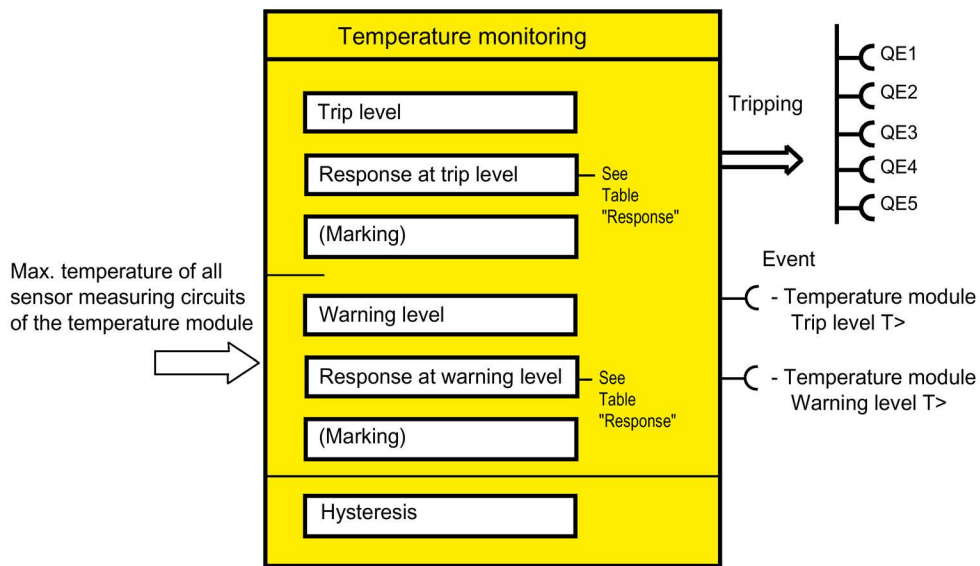 Temperature monitoring
Trip level
Response at trip level
See
Table
"Response"
(Marking)
Max. temperature of all
sensor measuring circuits
of the temperature module
Warning level
Response at warning level
See
Table
"Response"
(Marking)
Hysteresis
Tripping
QE1
QE2
QE3
QE4
QE5
Event
- Temperature module
Trip level T>
- Temperature module
Warning level T>